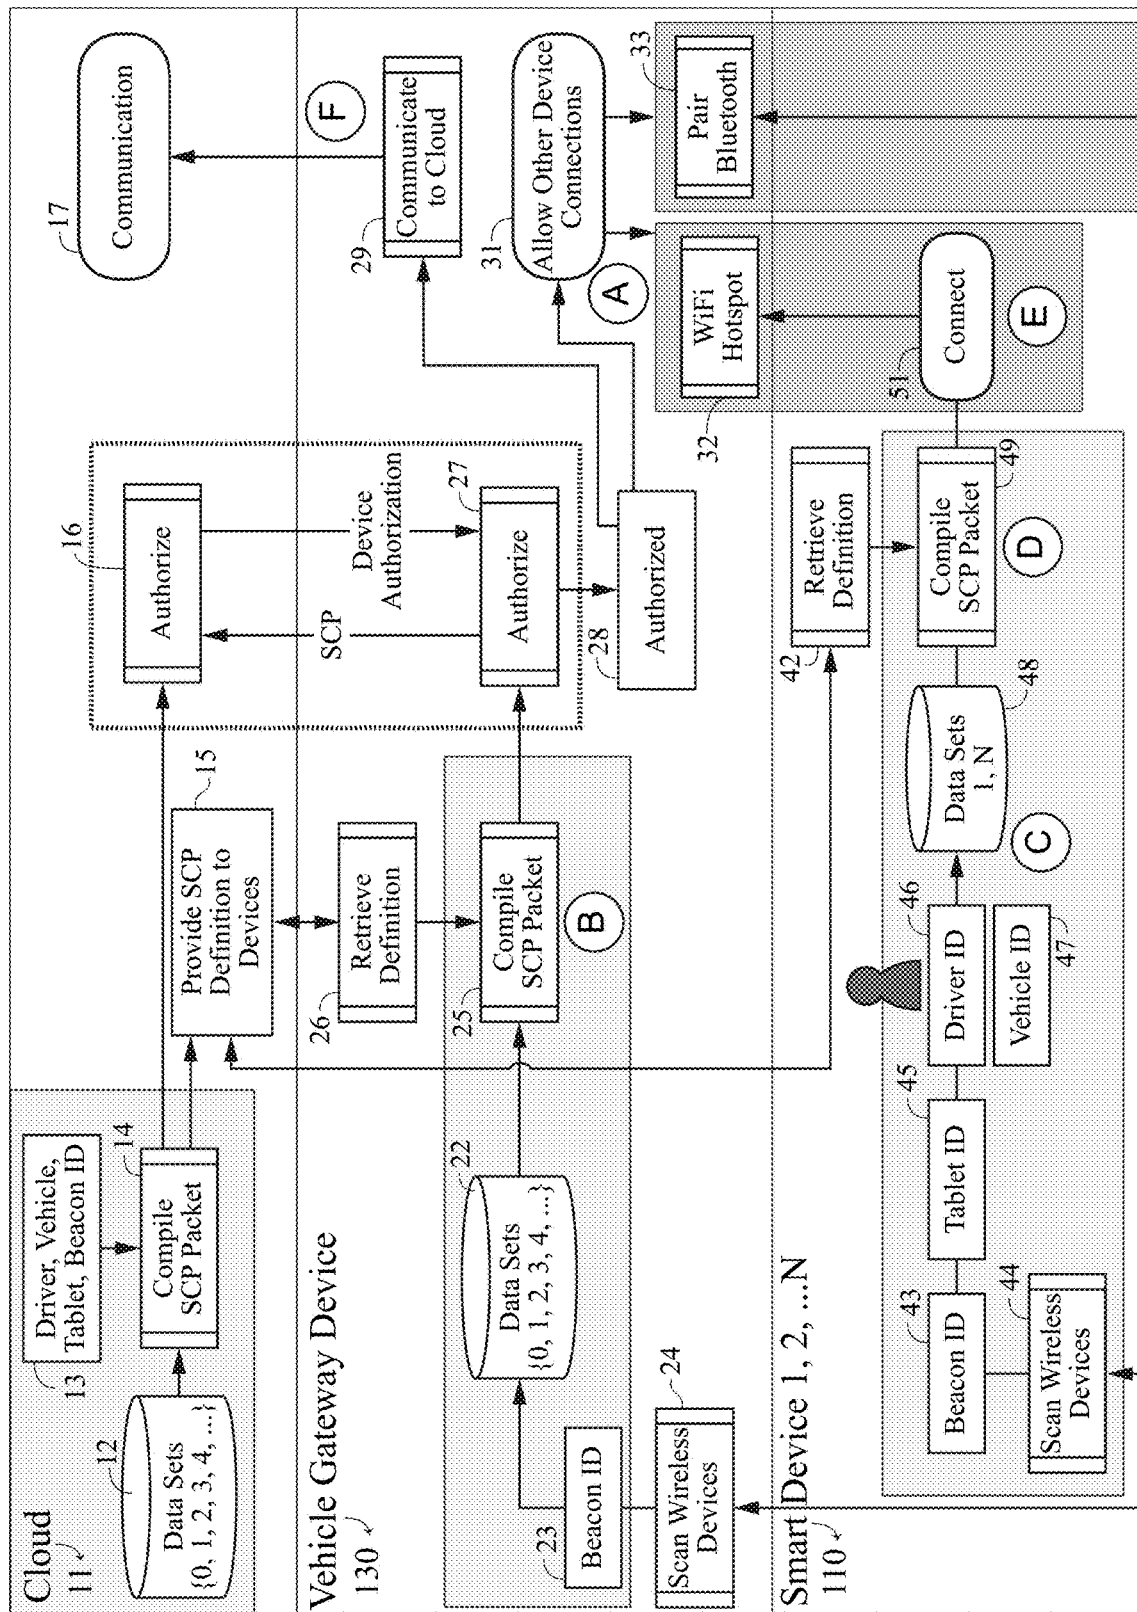 Cloud
11
12
Data Sets
{0, 1, 2, 3, 4, ...}
13
Driver, Vehicle,
Tablet, Beacon ID
14
Compile
SCP Packet
15
Provide SCP
Definition to
Devices
16
Authorize
SCP
Device
Authorization
17
Communication
Vehicle Gateway Device
130
22
Data Sets
{0, 1, 2, 3, 4, ...}
23
Beacon ID
24
Scan Wireless
Devices
25
Compile
SCP Packet
B
26
Retrieve
Definition
27
Authorize
28
Authorized
29
Communicate
to Cloud
F
31
Allow Other Device
Connections
A
32
WiFi
Hotspot
33
Pair
Bluetooth
Smart Device 1, 2, ...N
110
42
Retrieve
Definition
43
Beacon ID
44
Scan Wireless
Devices
45
Tablet ID
46
Driver ID
Vehicle ID
47
48
Data Sets
1, N
C
49
Compile
SCP Packet
D
51
Connect
E